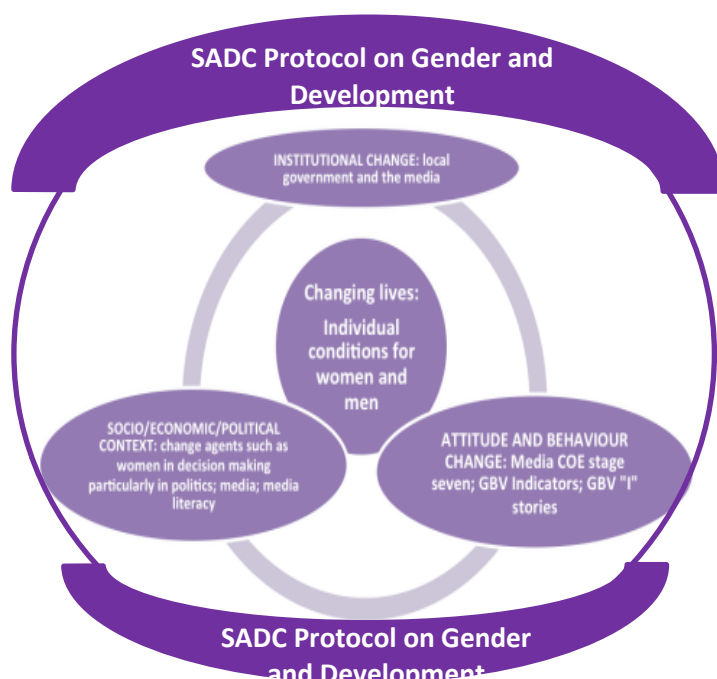 SADC Protocol on Gender and
Development
INSTITUTIONAL CHANGE: local
government and the media
Changing lives:
Individual
conditions for
women and
men
SOCIO/ECONOMIC/POLITICAL
CONTEXT: change agents such as
women in decision making
particularly in politics; media; media
literacy
ATTITUDE AND BEHAVIOUR
CHANGE: Media COE stage
seven; GBV Indicators; GBV "I"
stories
SADC Protocol on Gender
and Development